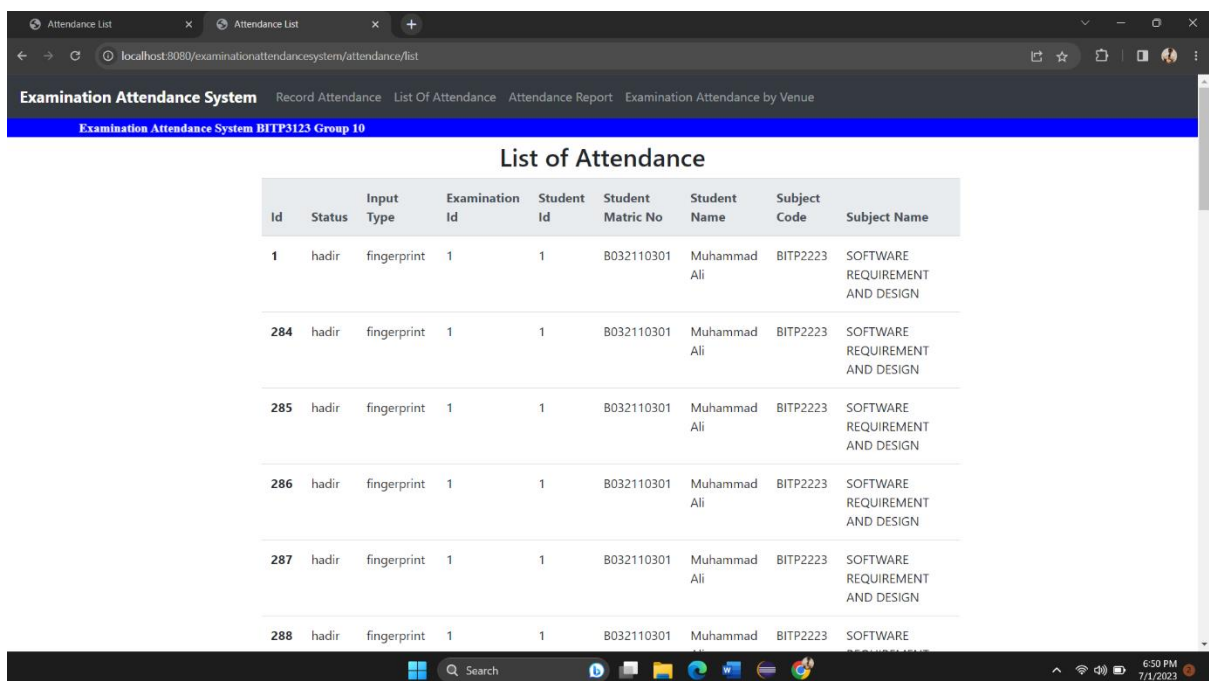 Attendance List
Attendance List
localhost:8080/examinationattendancesystem/attendance/list
Examination Attendance System Record Attendance List Of Attendance Attendance Report Examination Attendance by Venue
Examination Attendance System BITP3123 Group 10
List of Attendance
Id Status Input Type Examination Id Student Id Student Matric No Student Name Subject Code Subject Name
1 hadir fingerprint 1 1 B032110301 Muhammad Ali BITP2223 SOFTWARE REQUIREMENT AND DESIGN
284 hadir fingerprint 1 1 B032110301 Muhammad Ali BITP2223 SOFTWARE REQUIREMENT AND DESIGN
285 hadir fingerprint 1 1 B032110301 Muhammad Ali BITP2223 SOFTWARE REQUIREMENT AND DESIGN
286 hadir fingerprint 1 1 B032110301 Muhammad Ali BITP2223 SOFTWARE REQUIREMENT AND DESIGN
287 hadir fingerprint 1 1 B032110301 Muhammad Ali BITP2223 SOFTWARE REQUIREMENT AND DESIGN
288 hadir fingerprint 1 1 B032110301 Muhammad BITP2223 SOFTWARE
Search
6:50 PM
7/1/2023